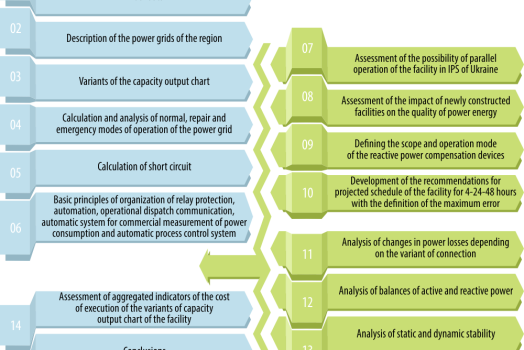 02
Description of the power grids of the region
03
Variants of the capacity output chart
04
Calculation and analysis of normal, repair and
emergency modes of operation of the power grid
05
Calculation of short circuit
06
Basic principles of organization of relay protection,
automation, operational dispatch communication,
automatic system for commercial measurement of power
consumption and automatic process control system
07
Assessment of the possibility of parallel
operation of the facility in IPS of Ukraine
08
Assessment of the impact of newly constructed
facilities on the quality of power energy
09
Defining the scope and operation mode
of the reactive power compensation devices
10
Development of the recommendations for
projected schedule of the facility for 4-24-48 hours
with the definition of the maximum error
11
Analysis of changes in power losses depending
on the variant of connection
12
Analysis of balances of active and reactive power
13
Analysis of static and dynamic stability
14
Assessment of aggregated indicators of the cost
of execution of the variants of capacity
output chart of the facility
Conclusions